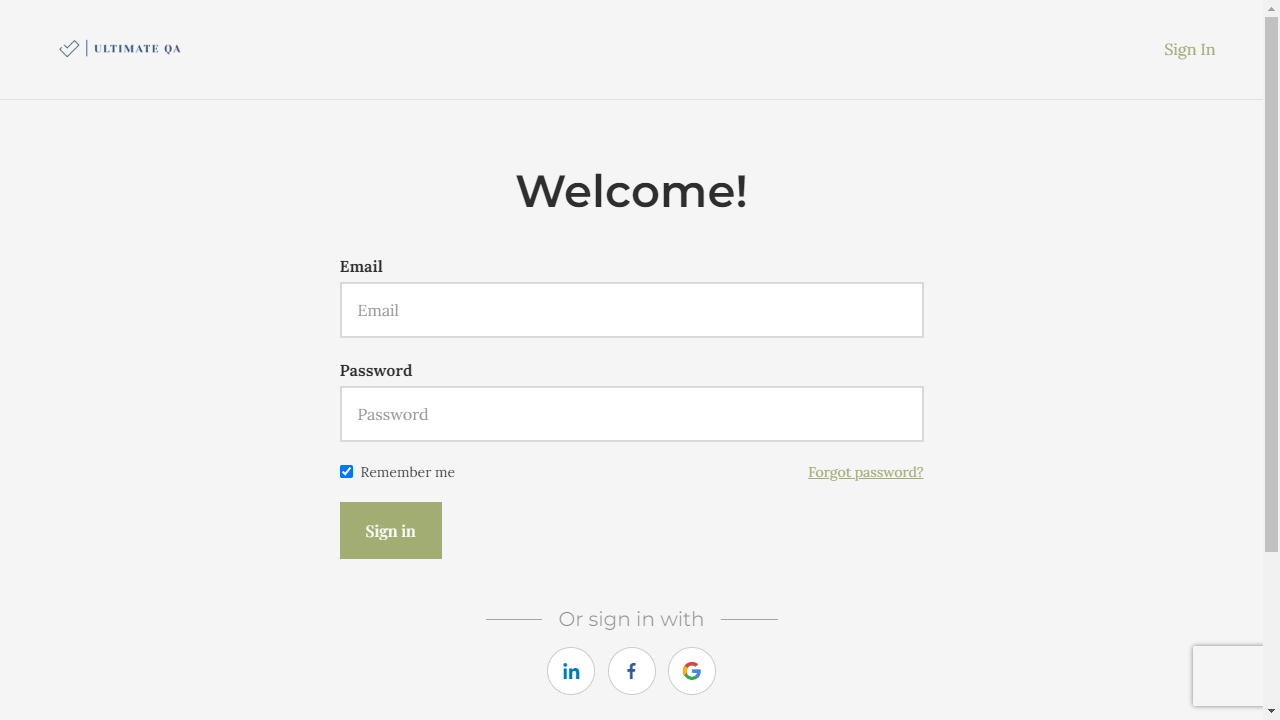 ULTIMATE QA
Sign In
Welcome!
Email
Email
Password
Password
Remember me
Forgot password?
Sign in
Or sign in with